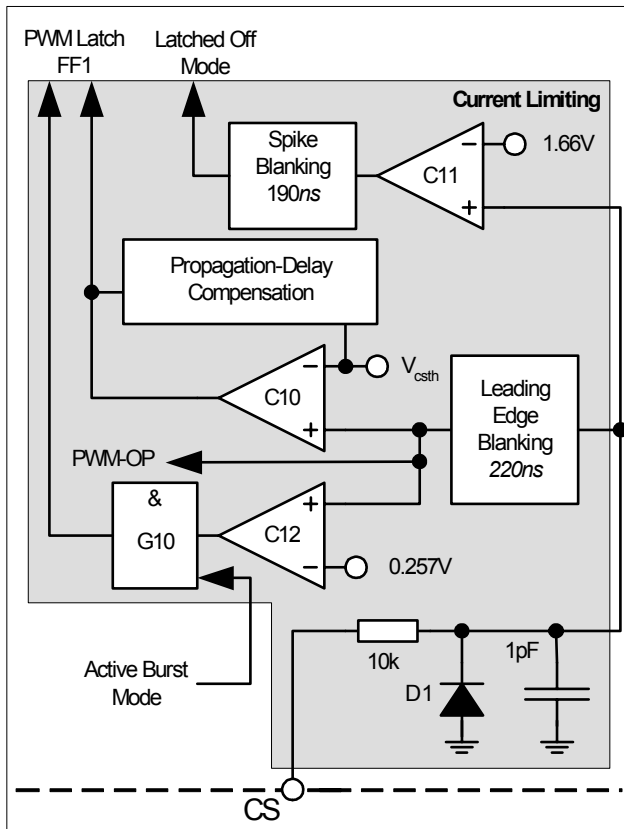 PWM Latch
FF1
Latched Off
Mode
Current Limiting
Spike
Blanking
190ns
C11
1.66V
−
+
Propagation-Delay
Compensation
−
C10
+
Vcsth
Leading
Edge
Blanking
220ns
PWM-OP
&
G10
+
C12
−
0.257V
10k
1pF
D1
Active Burst
Mode
CS